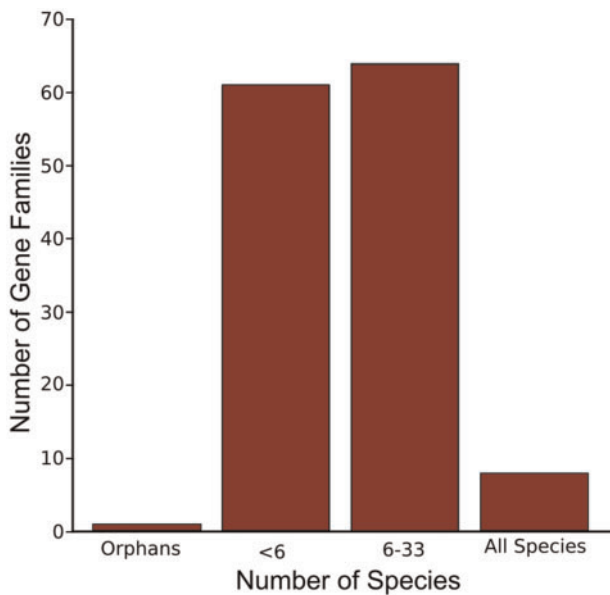 Number of Gene Families
70
60
50
40
30
20
10
0
Orphans <6 6-33 All Species
Number of Species